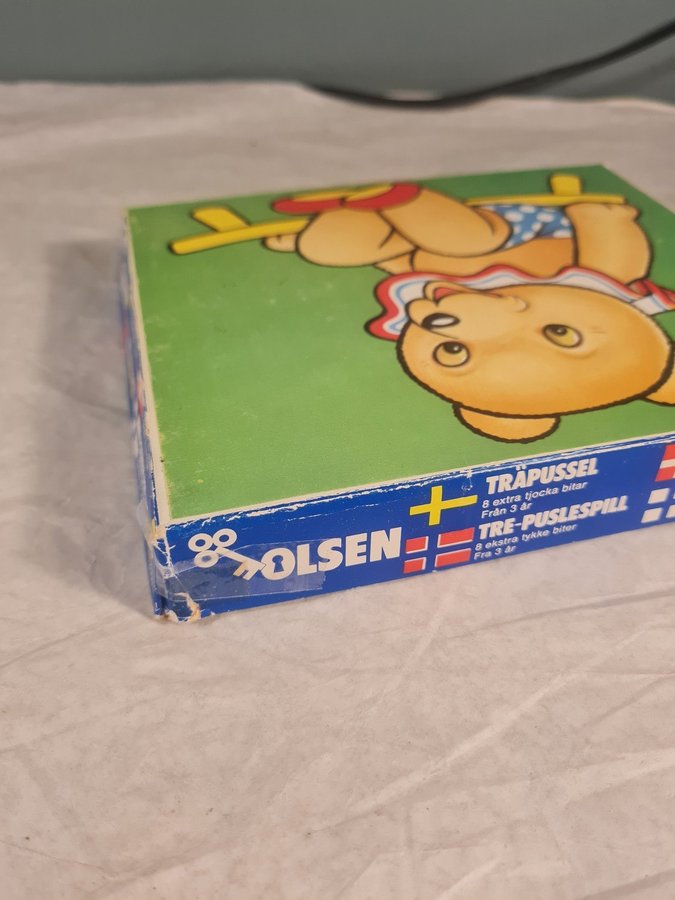 OLSEN
TRÄPUSSEL
8 extra tjocka bitar
Från 3 år
TRE-PUSLESPILL
8 ekstra tykke biter
Fra 3 år